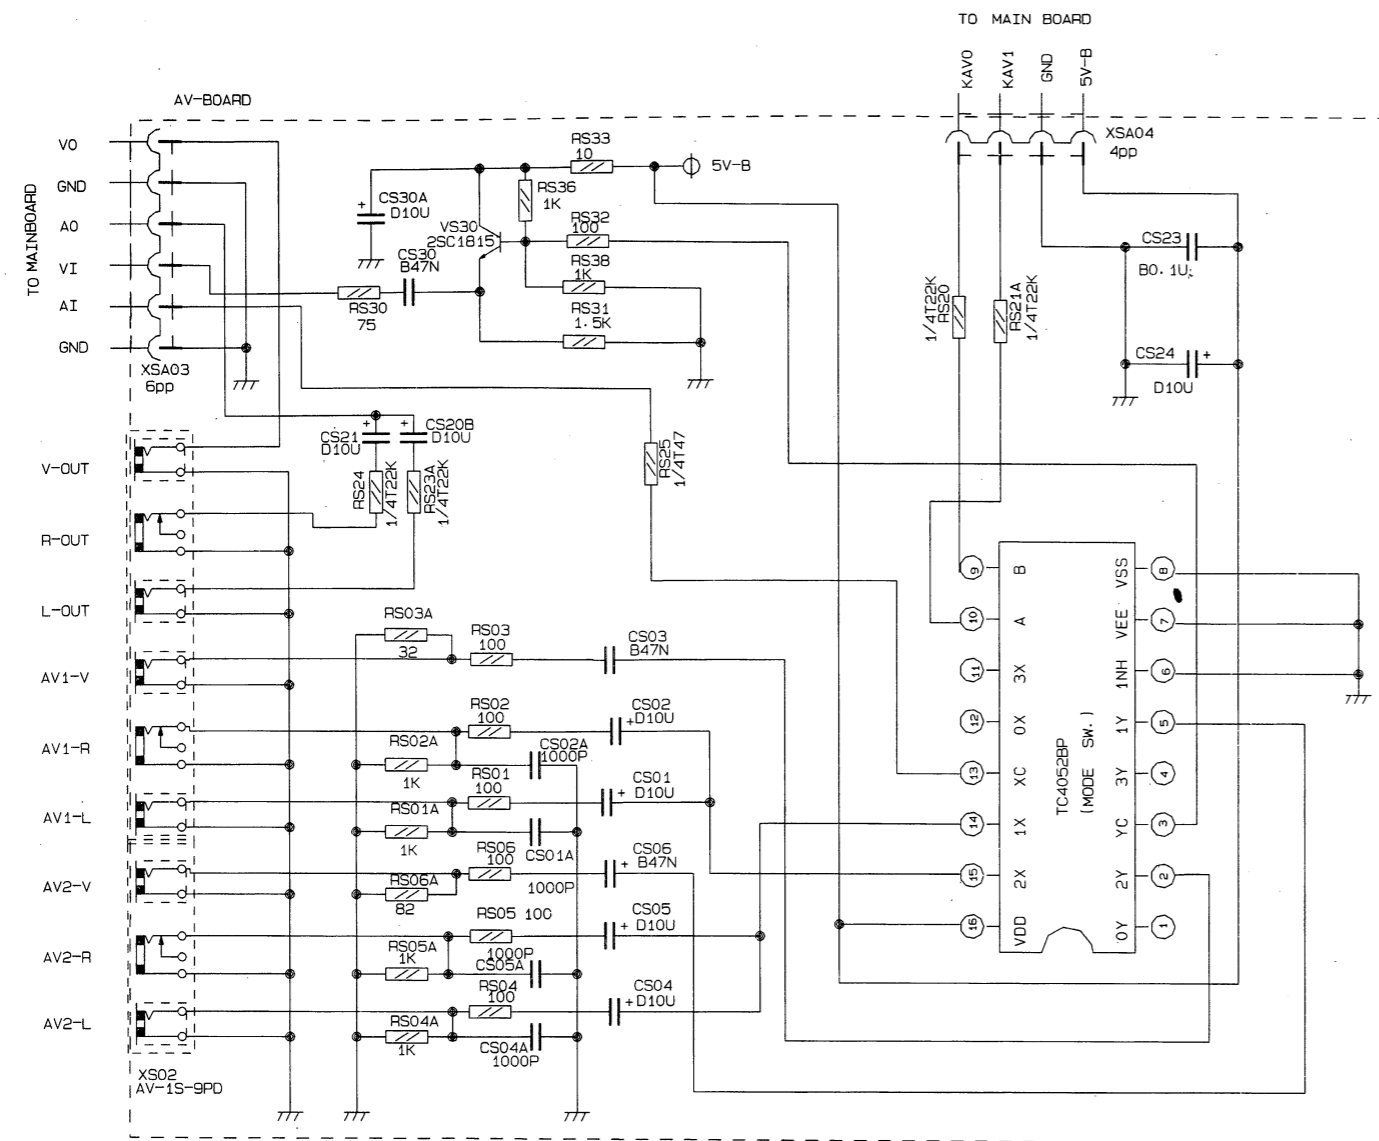 TO MAIN BOARD
KAV0
KAV1
GND
5V-B
XSA04
4pp
AV-BOARD
TO MAINBOARD
VO
GND
AO
VI
AI
GND
XSA03
6pp
RS33
10
5V-B
CS30A
D10U
RS36
1K
VS30
2SC1815
RS32
100
CS30
B47N
RS38
1K
RS30
75
RS31
1.5K
CS23
B0.1U
CS24
D10U
1/4T22K
RS20
RS21A
1/4T22K
CS21
D10U
CS20B
D10U
RS24
1/4T22K
RS23A
1/4T22K
RS25
1/4T47
V-OUT
R-OUT
L-OUT
AV1-V
AV1-R
AV1-L
AV2-V
AV2-R
AV2-L
XS02
AV-1S-9PD
RS03A
32
RS03
100
CS03
B47N
RS02
100
CS02
D10U
RS02A
1K
CS02A
1000P
RS01
100
CS01
D10U
RS01A
1K
CS01A
1000P
RS06
100
CS06
B47N
RS06A
82
RS05 100
CS05
D10U
RS05A
1K
1000P
CS05A
RS04
100
CS04
D10U
RS04A
1K
CS04A
1000P
9 B
10 A
11 3X
12 0X
13 XC
14 1X
15 2X
16 VDD
TC4052BP
(MODE SW.)
VSS 8
VEE 7
1NH 6
1Y 5
3Y 4
YC 3
2Y 2
0Y 1